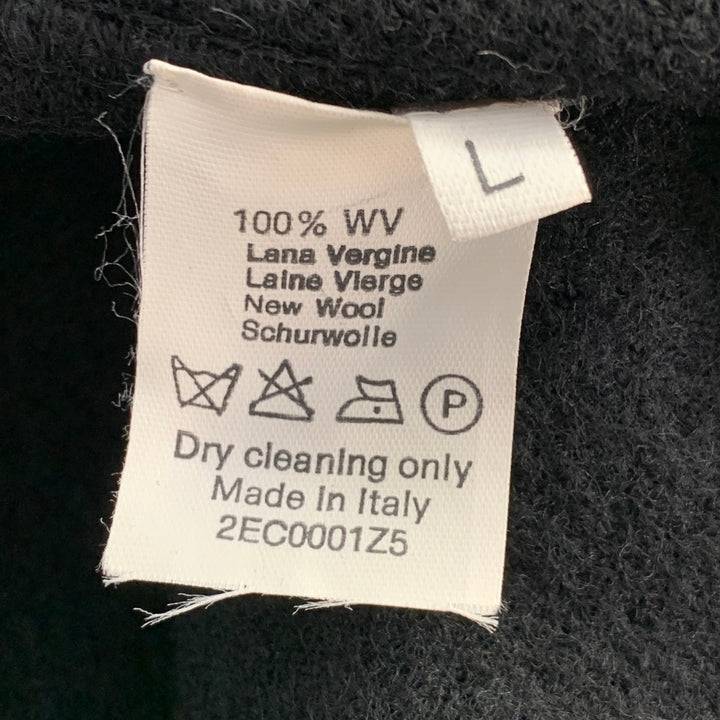 L
100% WV
Lana Vergine
Laine Vierge
New Wool
Schurwolle
P
Dry cleaning only
Made in Italy
2EC0001Z5